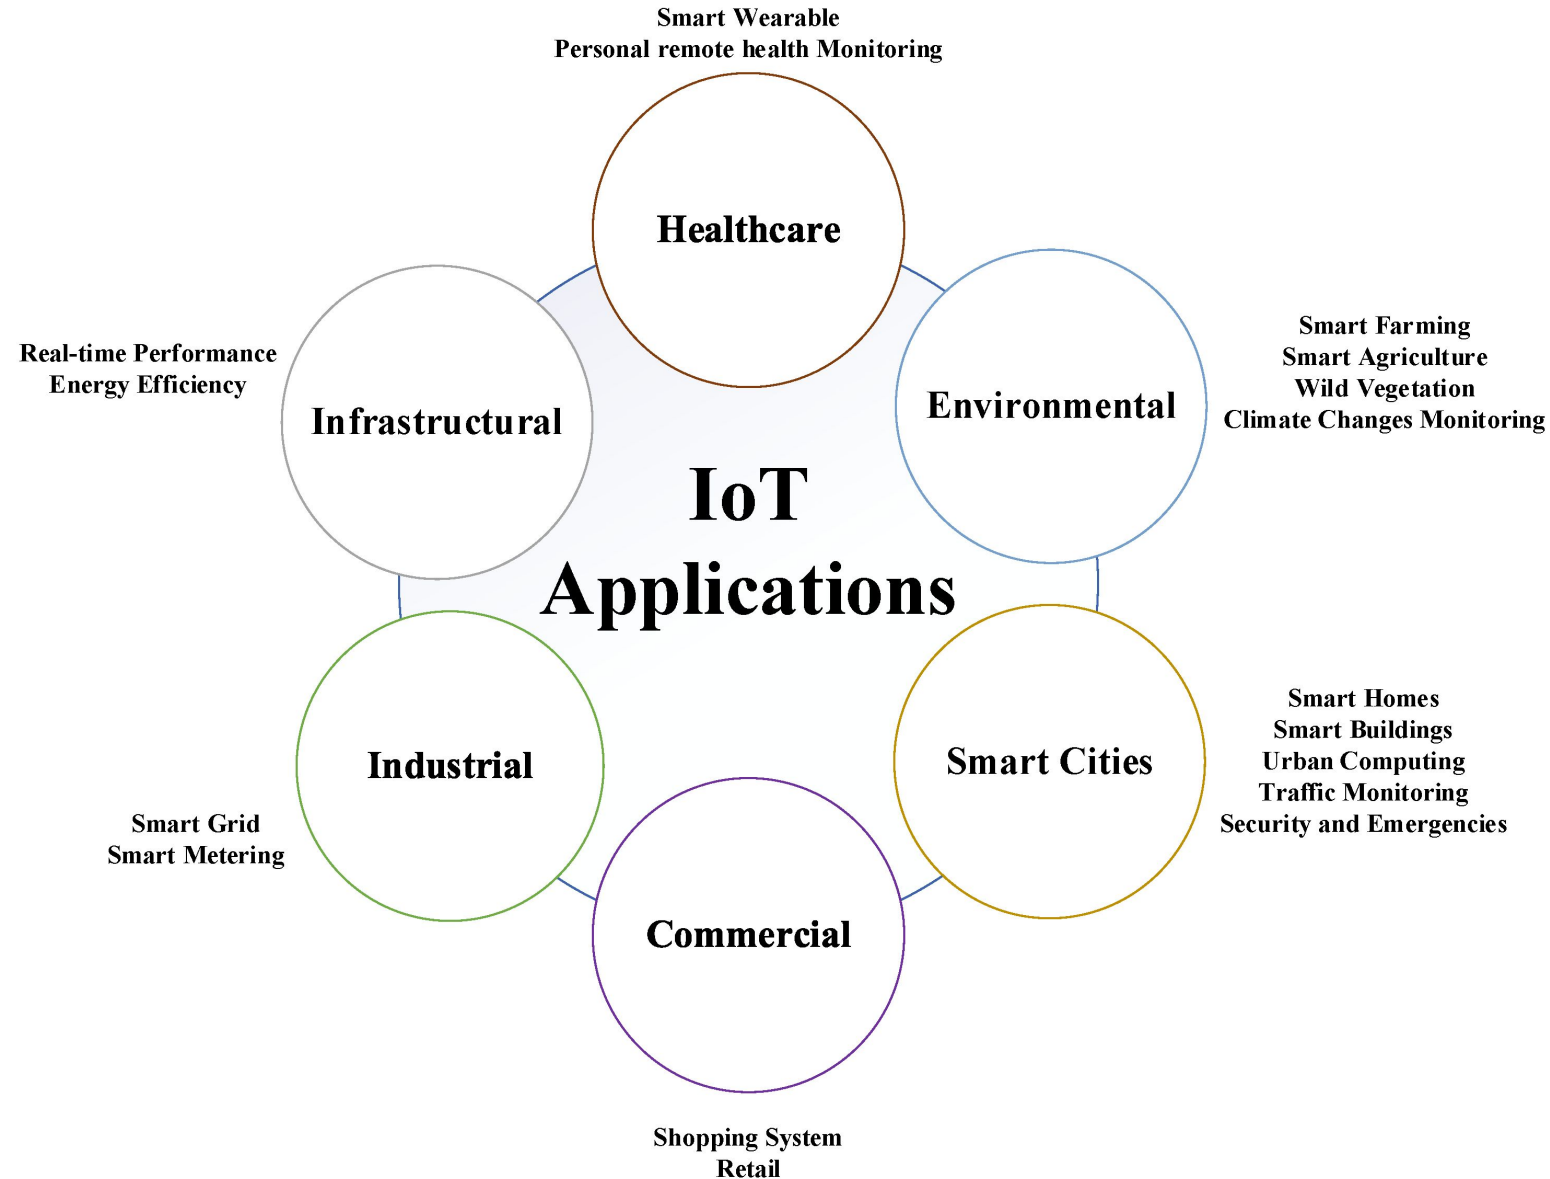 Smart Wearable
Personal remote health Monitoring
Healthcare
Real-time Performance
Energy Efficiency
Infrastructural
Environmental
Smart Farming
Smart Agriculture
Wild Vegetation
Climate Changes Monitoring
IoT
Applications
Industrial
Smart Grid
Smart Metering
Smart Cities
Smart Homes
Smart Buildings
Urban Computing
Traffic Monitoring
Security and Emergencies
Commercial
Shopping System
Retail